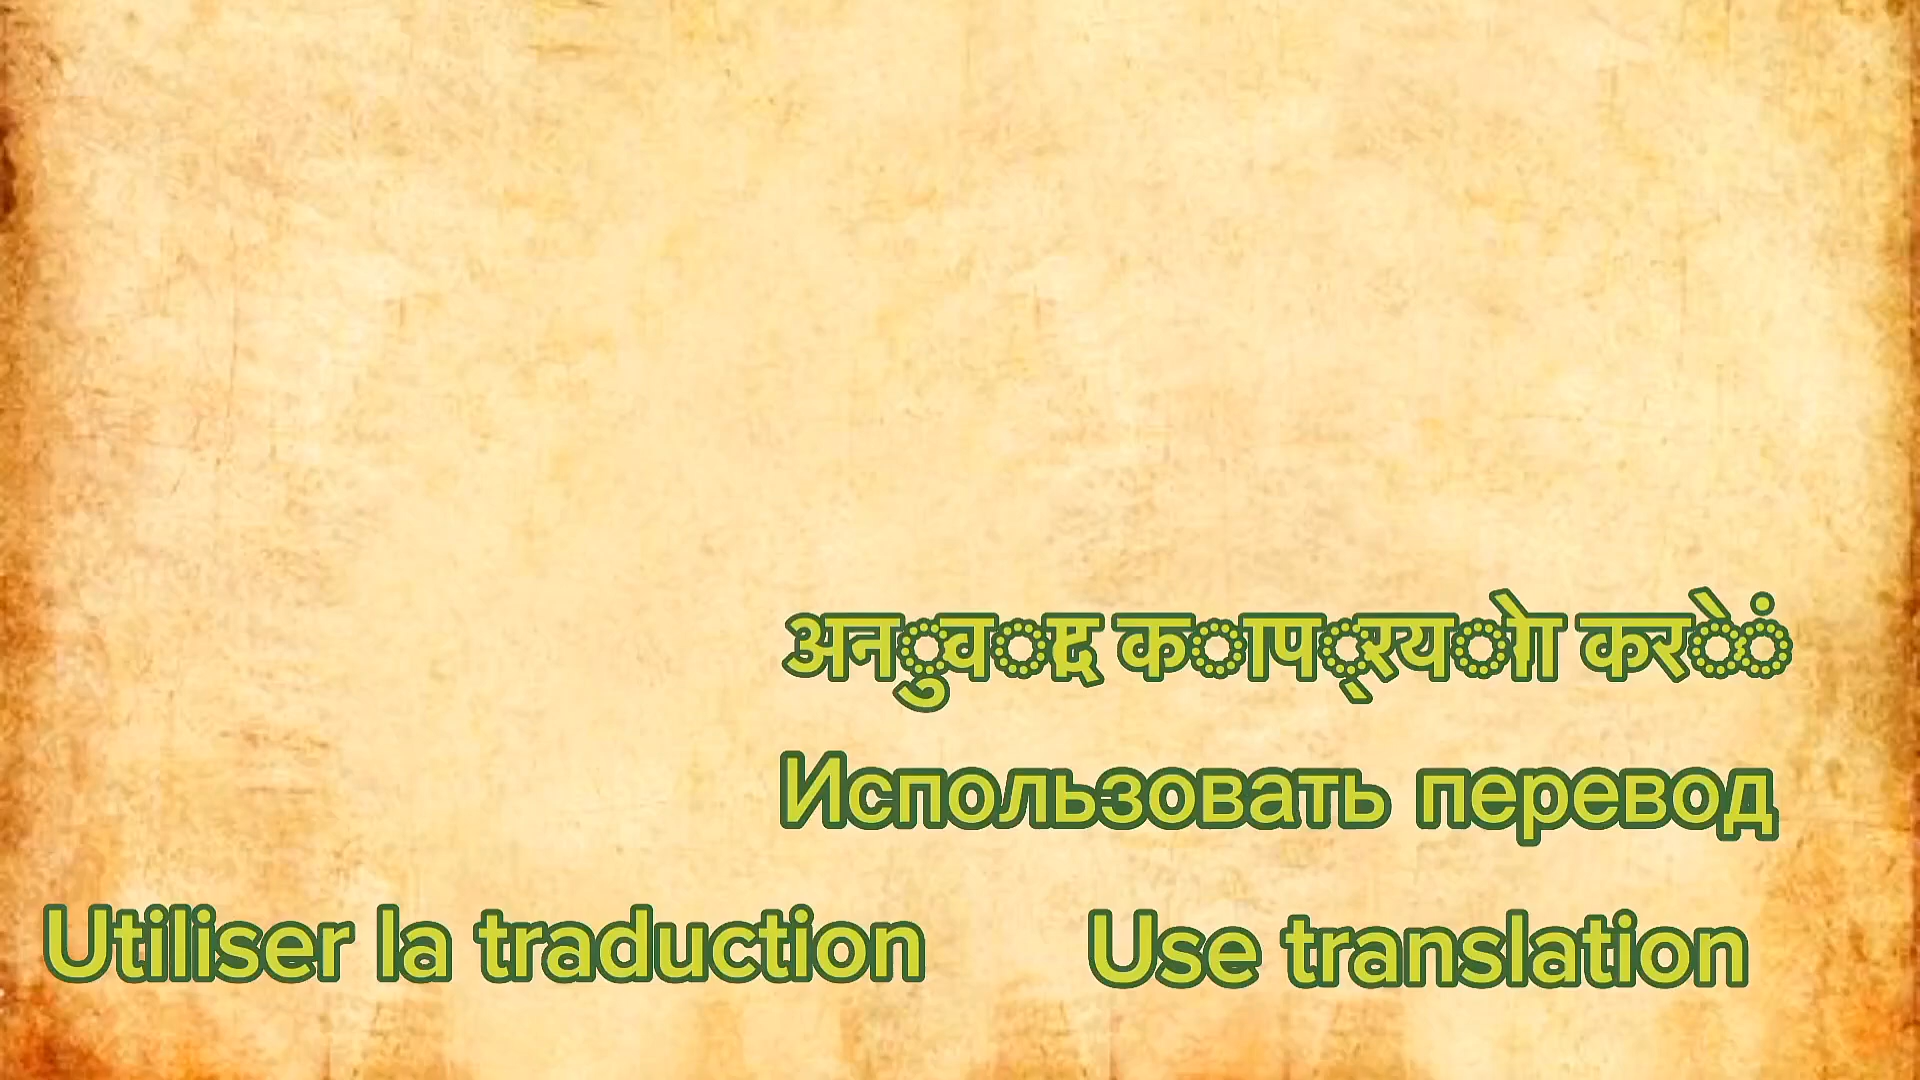 अनुवाद का प्रयोग करें
Использовать перевод
Utiliser la traduction
Use translation